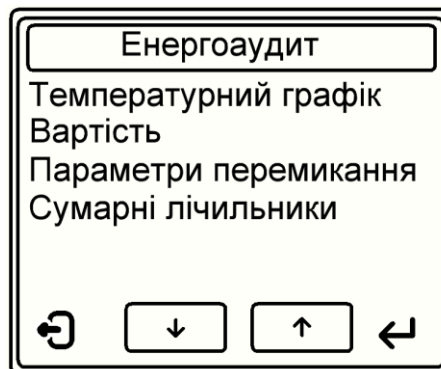 Енергоаудит
Температурний графік
Вартість
Параметри перемикання
Сумарні лічильники